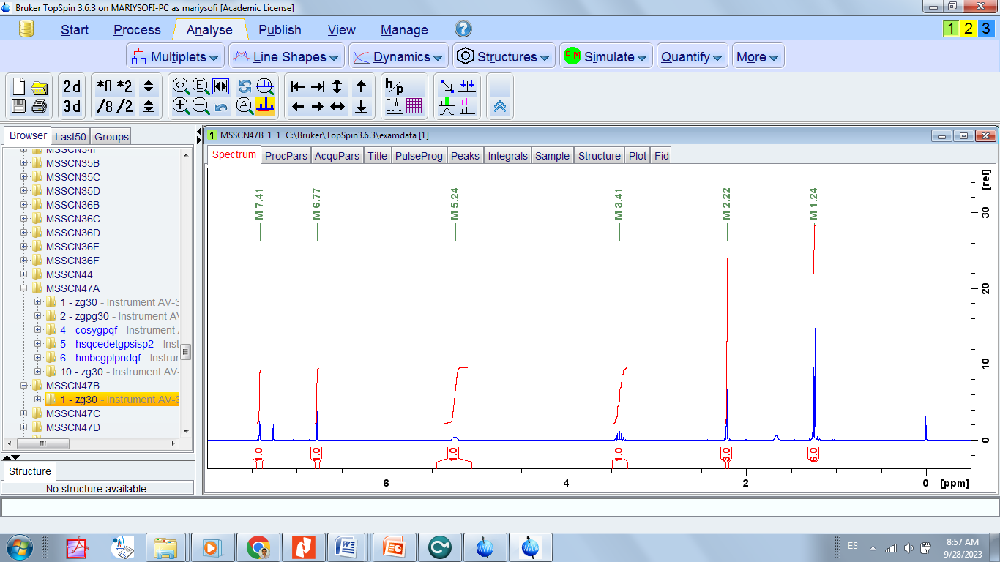 Bruker TopSpin 3.6.3 on MARIYSOFI-PC as mariysofi [Academic License]
Start Process Analyse Publish View Manage ? 1 2 3
Multiplets Line Shapes Dynamics Structures Simulate Quantify More
2d *8 *2 E h/p
3d /8 /2 A
Browser Last50 Groups
MSSCN34F
MSSCN35B
MSSCN35C
MSSCN35D
MSSCN36B
MSSCN36C
MSSCN36D
MSSCN36E
MSSCN36F
MSSCN44
MSSCN47A
1 - zg30 - Instrument AV-3
2 - zgpg30 - Instrument AV
4 - cosygpqf - Instrument A
5 - hsqcedetgpsisp2 - Inst
6 - hmbcgplpndqf - Instrur
10 - zg30 - Instrument AV-
MSSCN47B
1 - zg30 - Instrument AV-3
MSSCN47C
MSSCN47D
Structure
No structure available.
1 MSSCN47B 1 1 C:\Bruker\TopSpin3.6.3\examdata [1]
Spectrum ProcPars AcquPars Title PulseProg Peaks Integrals Sample Structure Plot Fid
M 7.41
M 6.77
M 5.24
M 3.41
M 2.22
M 1.24
[rel]
30
20
10
0
1.0
1.0
1.0
1.0
3.0
6.0
6 4 2 0 [ppm]
ES
8:57 AM
9/28/2023